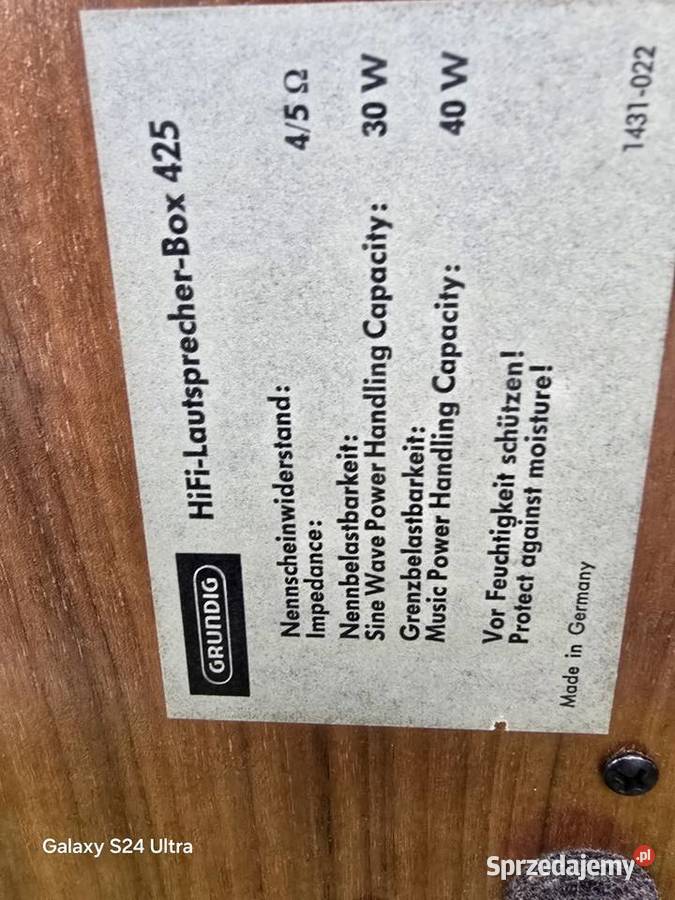 GRUNDIG
HiFi-Lautsprecher-Box 425
Nennscheinwiderstand:
Impedance: 4/5 Ω
Nennbelastbarkeit:
Sine Wave Power Handling Capacity: 30 W
Grenzbelastbarkeit:
Music Power Handling Capacity: 40 W
Vor Feuchtigkeit schützen!
Protect against moisture!
Made in Germany
1431-022
Galaxy S24 Ultra
Sprzedajemy.pl